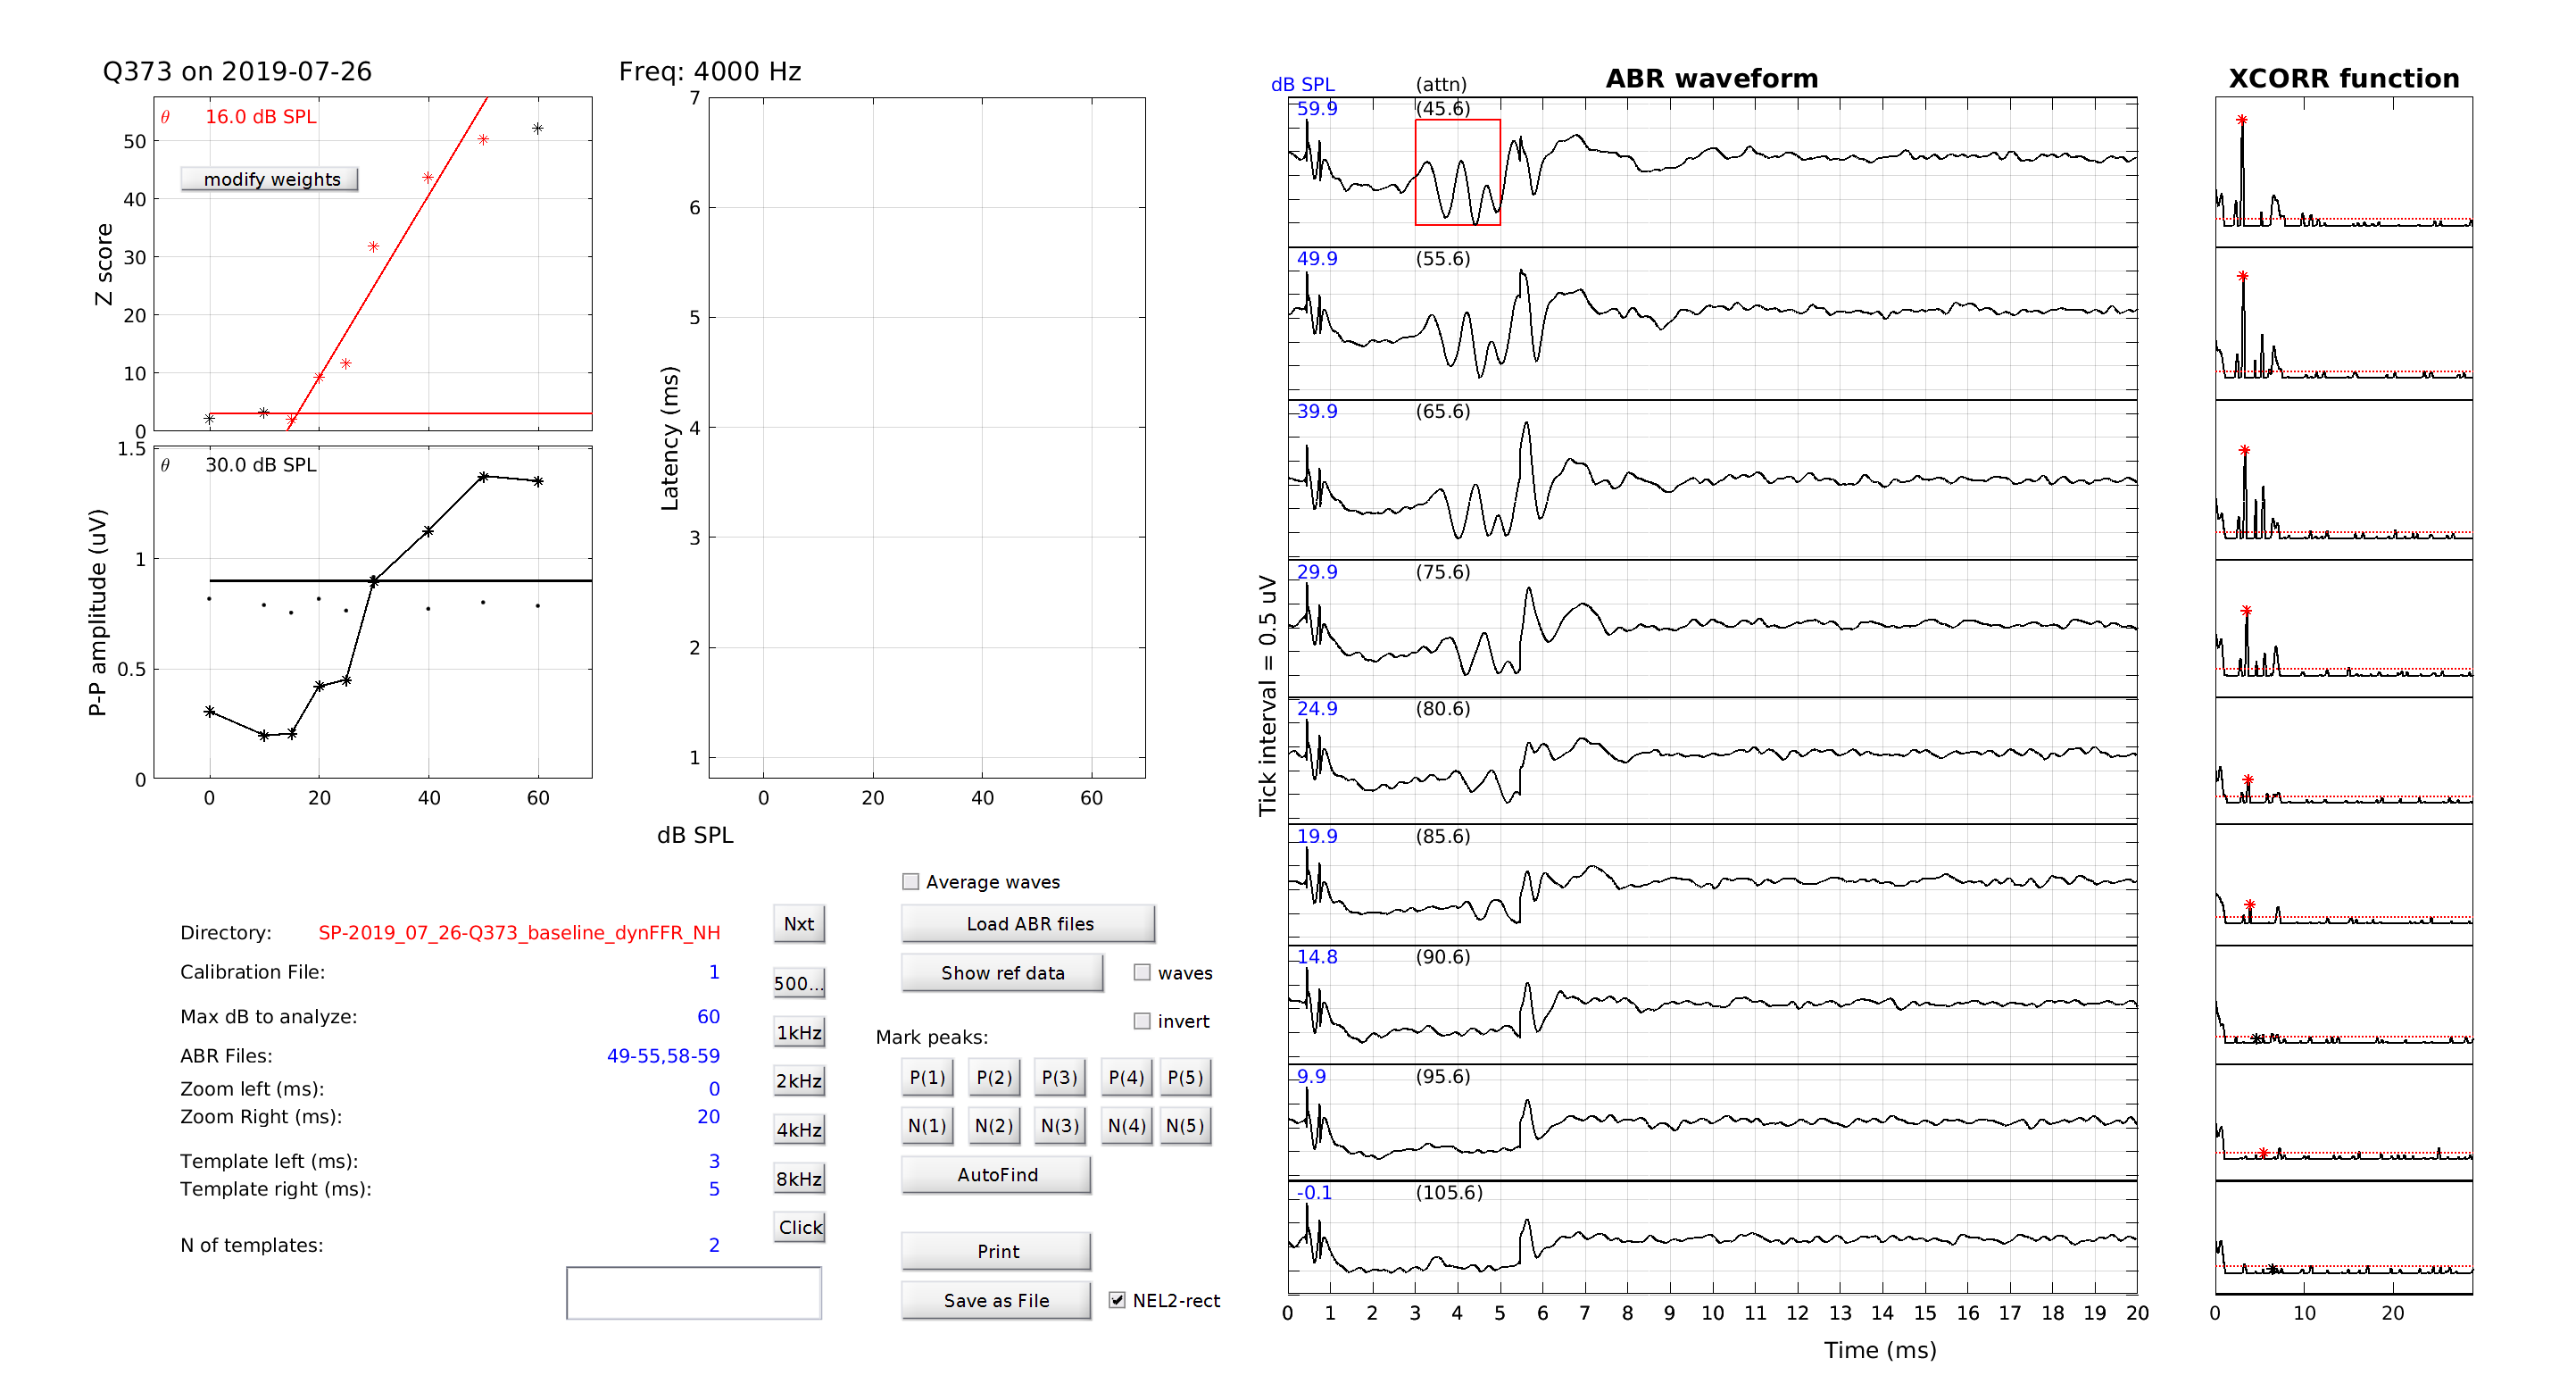 Q373 on 2019-07-26
Freq: 4000 Hz
θ 16.0 dB SPL
modify weights
Z score
50
40
30
20
10
0
θ 30.0 dB SPL
P-P amplitude (uV)
1.5
1
0.5
0
0 20 40 60
Latency (ms)
7
6
5
4
3
2
1
0 20 40 60
dB SPL
Directory: SP-2019_07_26-Q373_baseline_dynFFR_NH
Calibration File: 1
Max dB to analyze: 60
ABR Files: 49-55,58-59
Zoom left (ms): 0
Zoom Right (ms): 20
Template left (ms): 3
Template right (ms): 5
N of templates: 2
Nxt
500...
1kHz
2kHz
4kHz
8kHz
Click
Average waves
Load ABR files
Show ref data
waves
invert
Mark peaks:
P(1) P(2) P(3) P(4) P(5)
N(1) N(2) N(3) N(4) N(5)
AutoFind
Print
Save as File
NEL2-rect
dB SPL (attn) ABR waveform
59.9 (45.6)
49.9 (55.6)
39.9 (65.6)
29.9 (75.6)
24.9 (80.6)
19.9 (85.6)
14.8 (90.6)
9.9 (95.6)
-0.1 (105.6)
Tick interval = 0.5 uV
0 1 2 3 4 5 6 7 8 9 10 11 12 13 14 15 16 17 18 19 20
Time (ms)
XCORR function
0 10 20